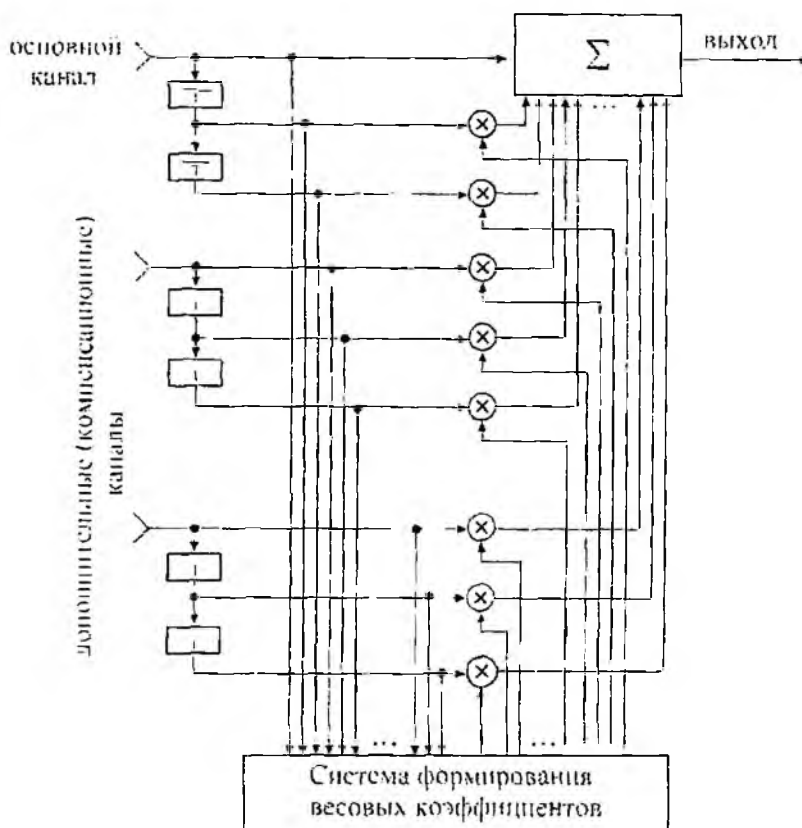 основной
канал
Σ
выход
...
дополнительные (компенсационные)
каналы
...
...
Система формирования
весовых коэффициентов